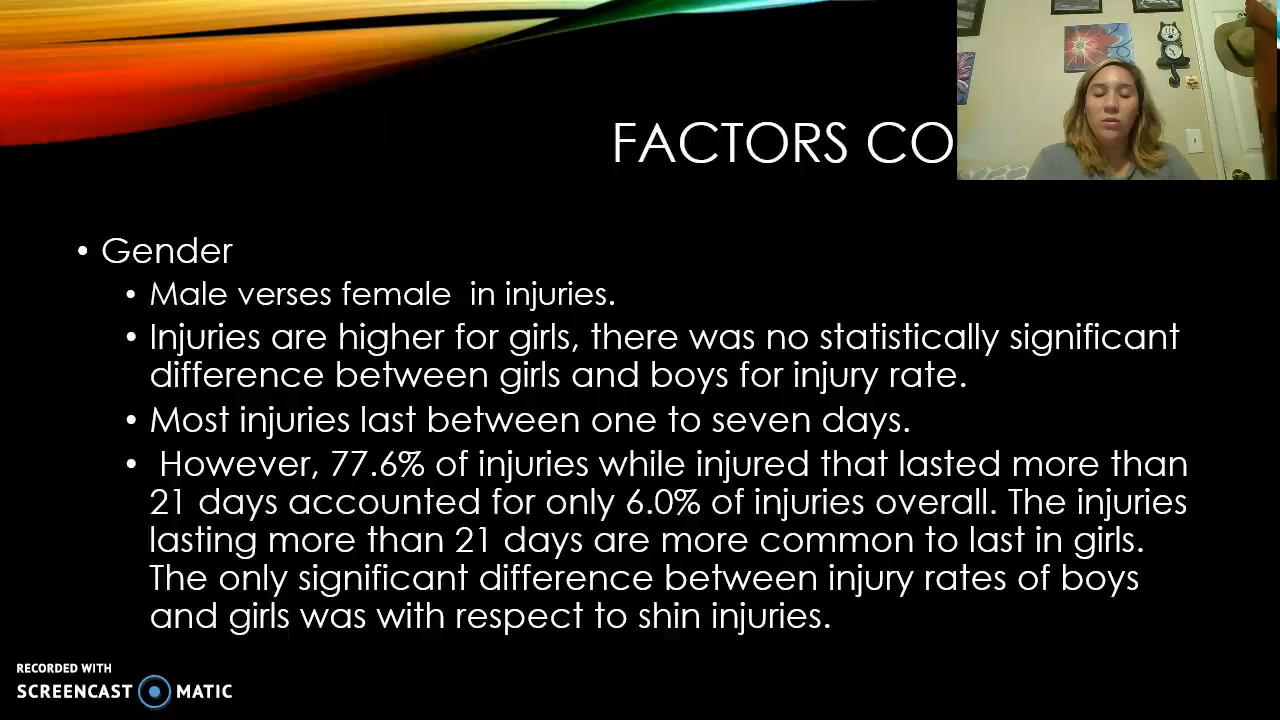 FACTORS CO
• Gender
• Male verses female in injuries.
• Injuries are higher for girls, there was no statistically significant
difference between girls and boys for injury rate.
• Most injuries last between one to seven days.
• However, 77.6% of injuries while injured that lasted more than
21 days accounted for only 6.0% of injuries overall. The injuries
lasting more than 21 days are more common to last in girls.
The only significant difference between injury rates of boys
and girls was with respect to shin injuries.
RECORDED WITH
SCREENCAST MATIC